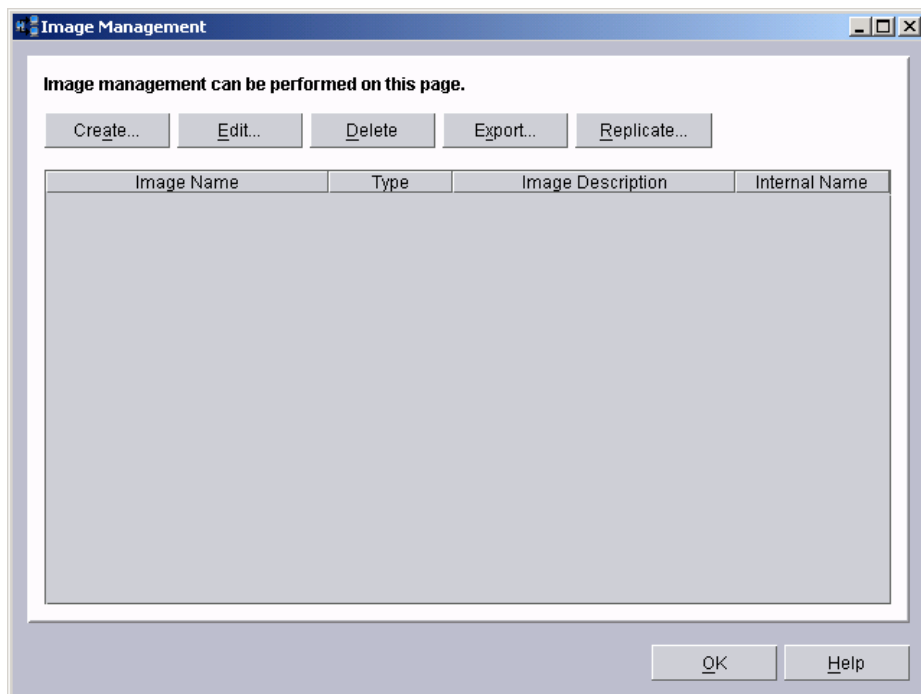 Image Management
Image management can be performed on this page.
Create... Edit... Delete Export... Replicate...
Image Name Type Image Description Internal Name
OK Help